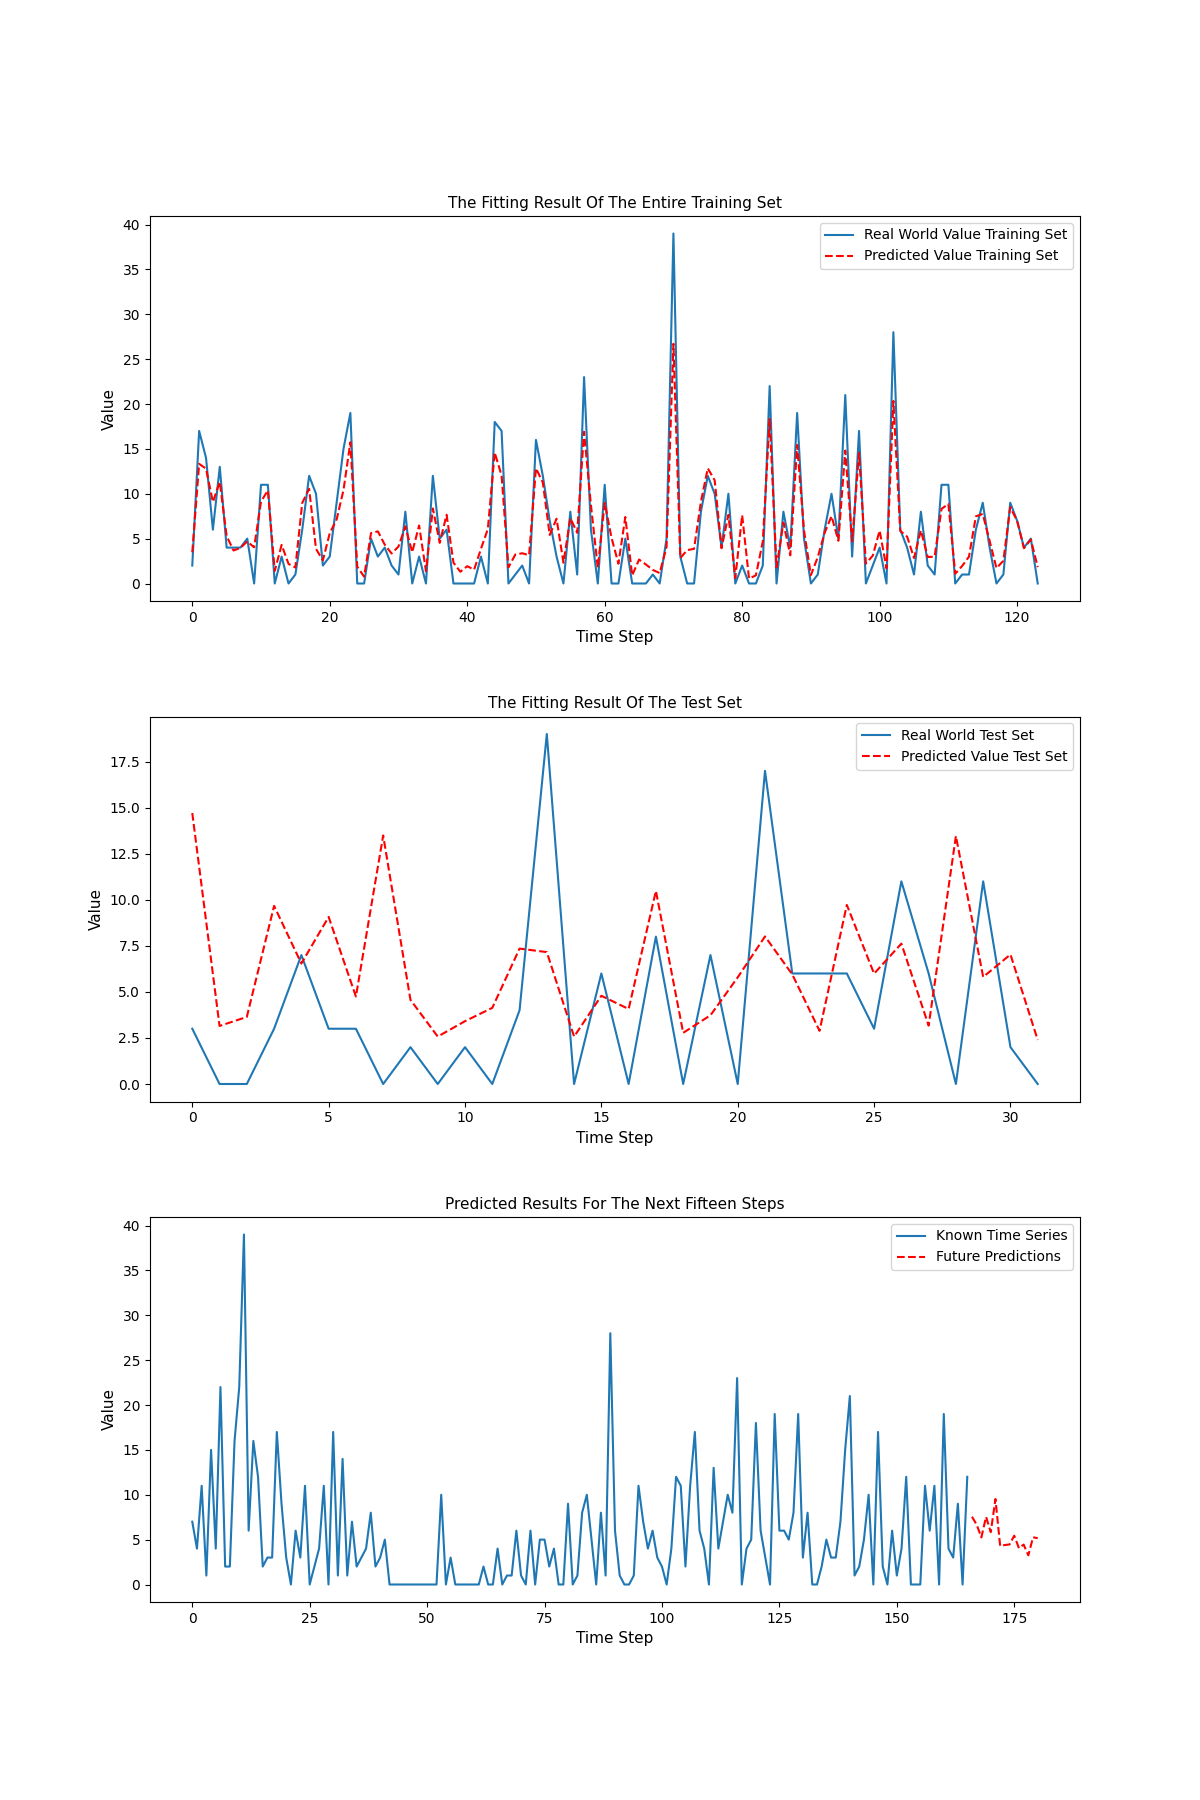 The Fitting Result Of The Entire Training Set
40
35
30
25
20
15
10
5
0
Value
Real World Value Training Set
Predicted Value Training Set
0 20 40 60 80 100 120
Time Step
The Fitting Result Of The Test Set
17.5
15.0
12.5
10.0
7.5
5.0
2.5
0.0
Value
Real World Test Set
Predicted Value Test Set
0 5 10 15 20 25 30
Time Step
Predicted Results For The Next Fifteen Steps
40
35
30
25
20
15
10
5
0
Value
Known Time Series
Future Predictions
0 25 50 75 100 125 150 175
Time Step